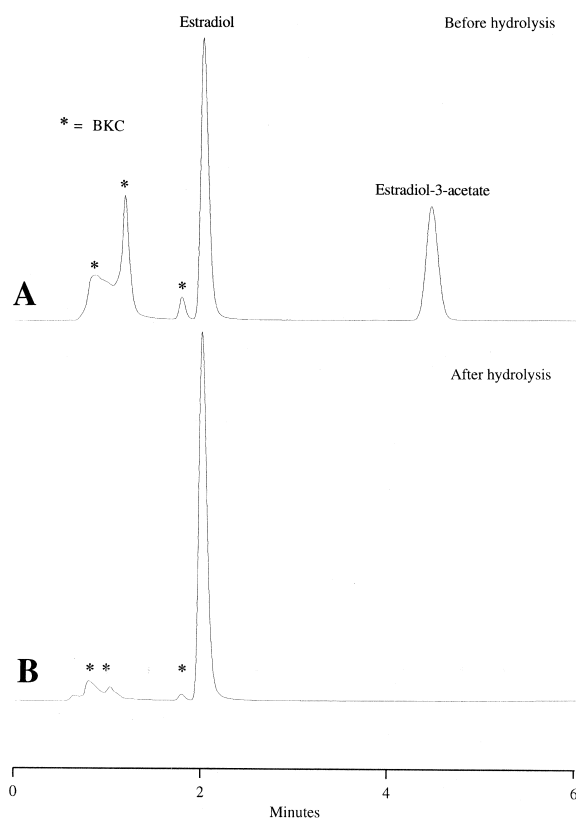 Estradiol
Before hydrolysis
* = BKC
*
Estradiol-3-acetate
*
*
A
After hydrolysis
B
* *
*
0 2 4 6
Minutes